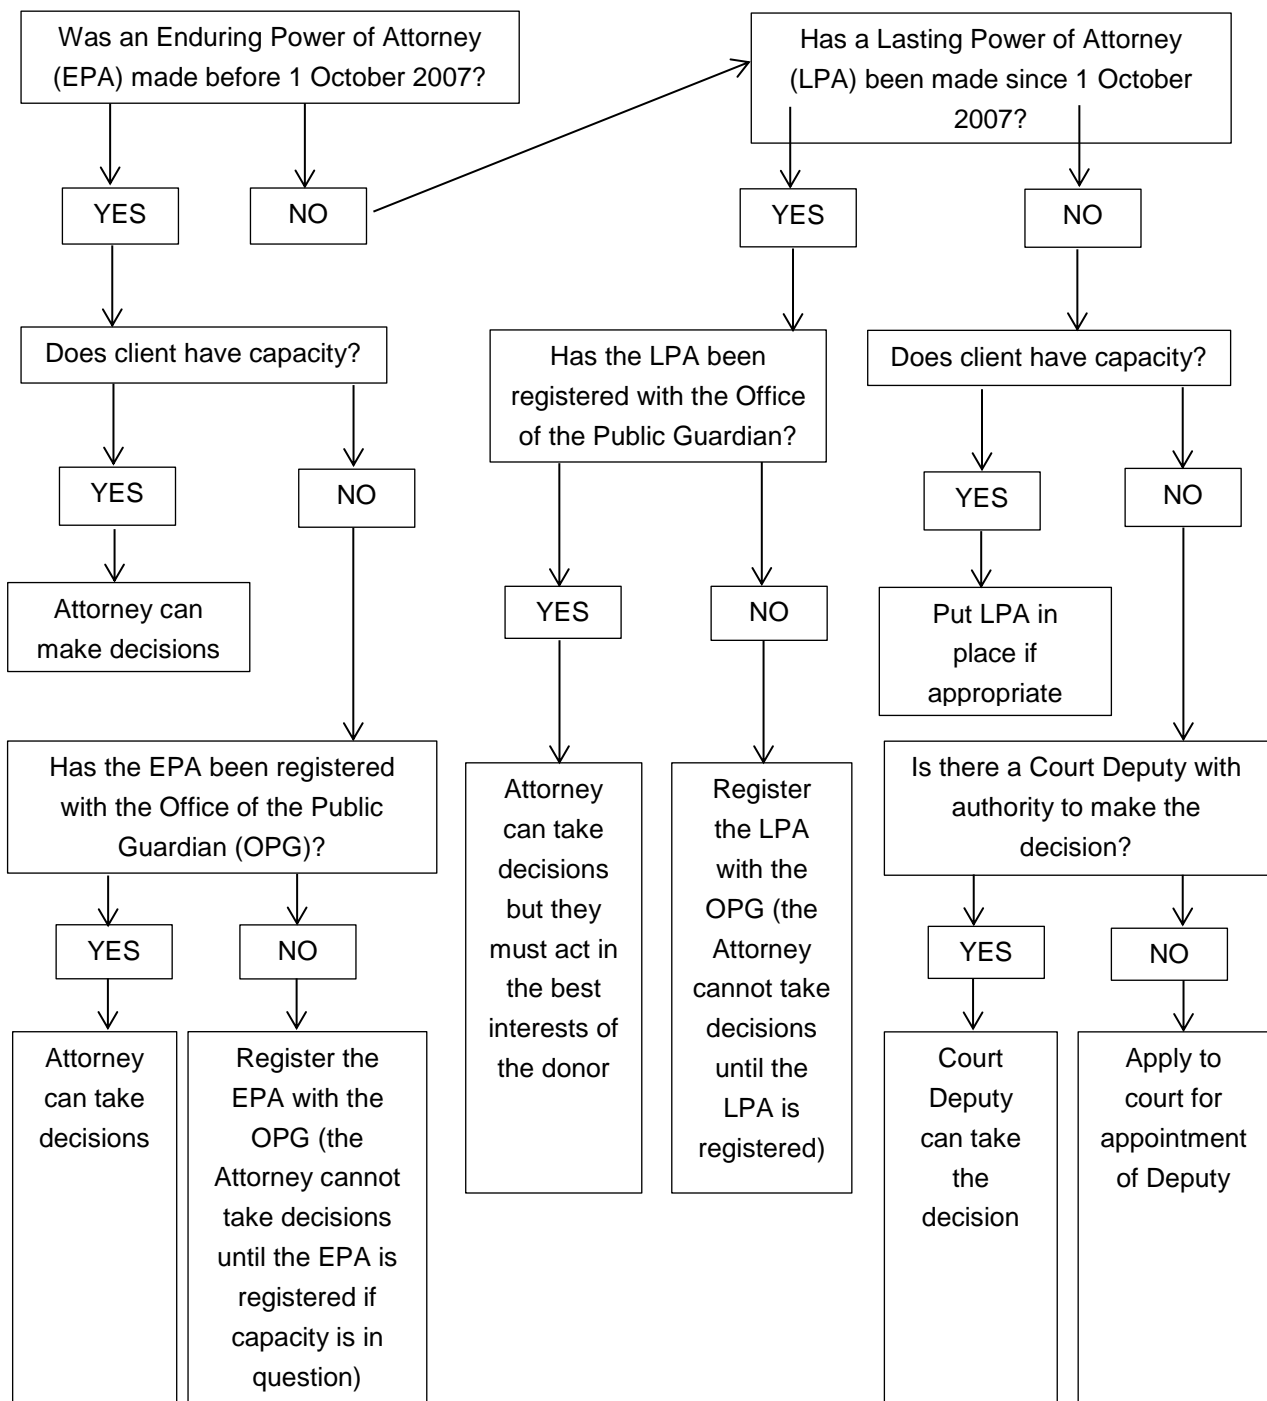 Was an Enduring Power of Attorney
(EPA) made before 1 October 2007?
Has a Lasting Power of Attorney
(LPA) been made since 1 October
2007?
YES
NO
YES
NO
Does client have capacity?
Has the LPA been
registered with the Office
of the Public Guardian?
Does client have capacity?
YES
NO
YES
NO
YES
NO
Attorney can
make decisions
Put LPA in
place if
appropriate
Has the EPA been registered
with the Office of the Public
Guardian (OPG)?
Attorney
can take
decisions
but they
must act in
the best
interests of
the donor
Register
the LPA
with the
OPG (the
Attorney
cannot take
decisions
until the
LPA is
registered)
Is there a Court Deputy with
authority to make the
decision?
YES
NO
YES
NO
Attorney
can take
decisions
Register the
EPA with the
OPG (the
Attorney cannot
take decisions
until the EPA is
registered if
capacity is in
question)
Court
Deputy
can take
the
decision
Apply to
court for
appointment
of Deputy